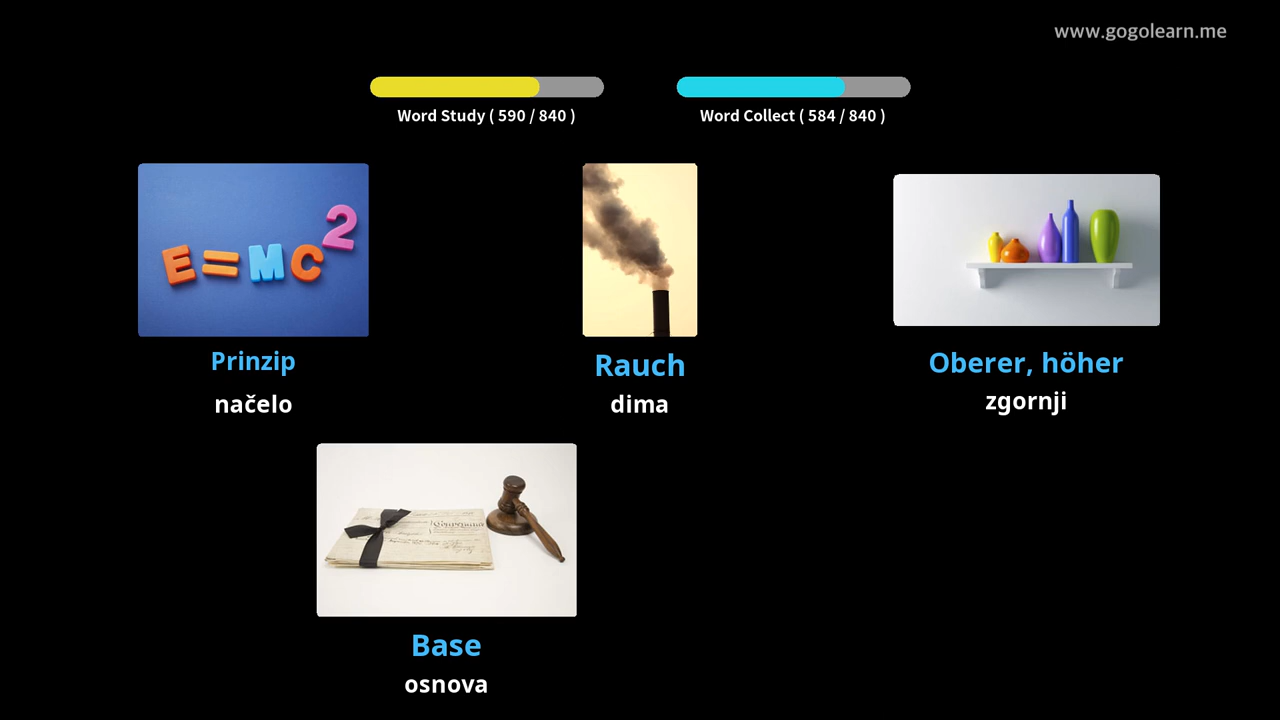 www.gogolearn.me
Word Study ( 590 / 840 )
Word Collect ( 584 / 840 )
E=MC2
Prinzip
načelo
Rauch
dima
Oberer, höher
zgornji
Base
osnova